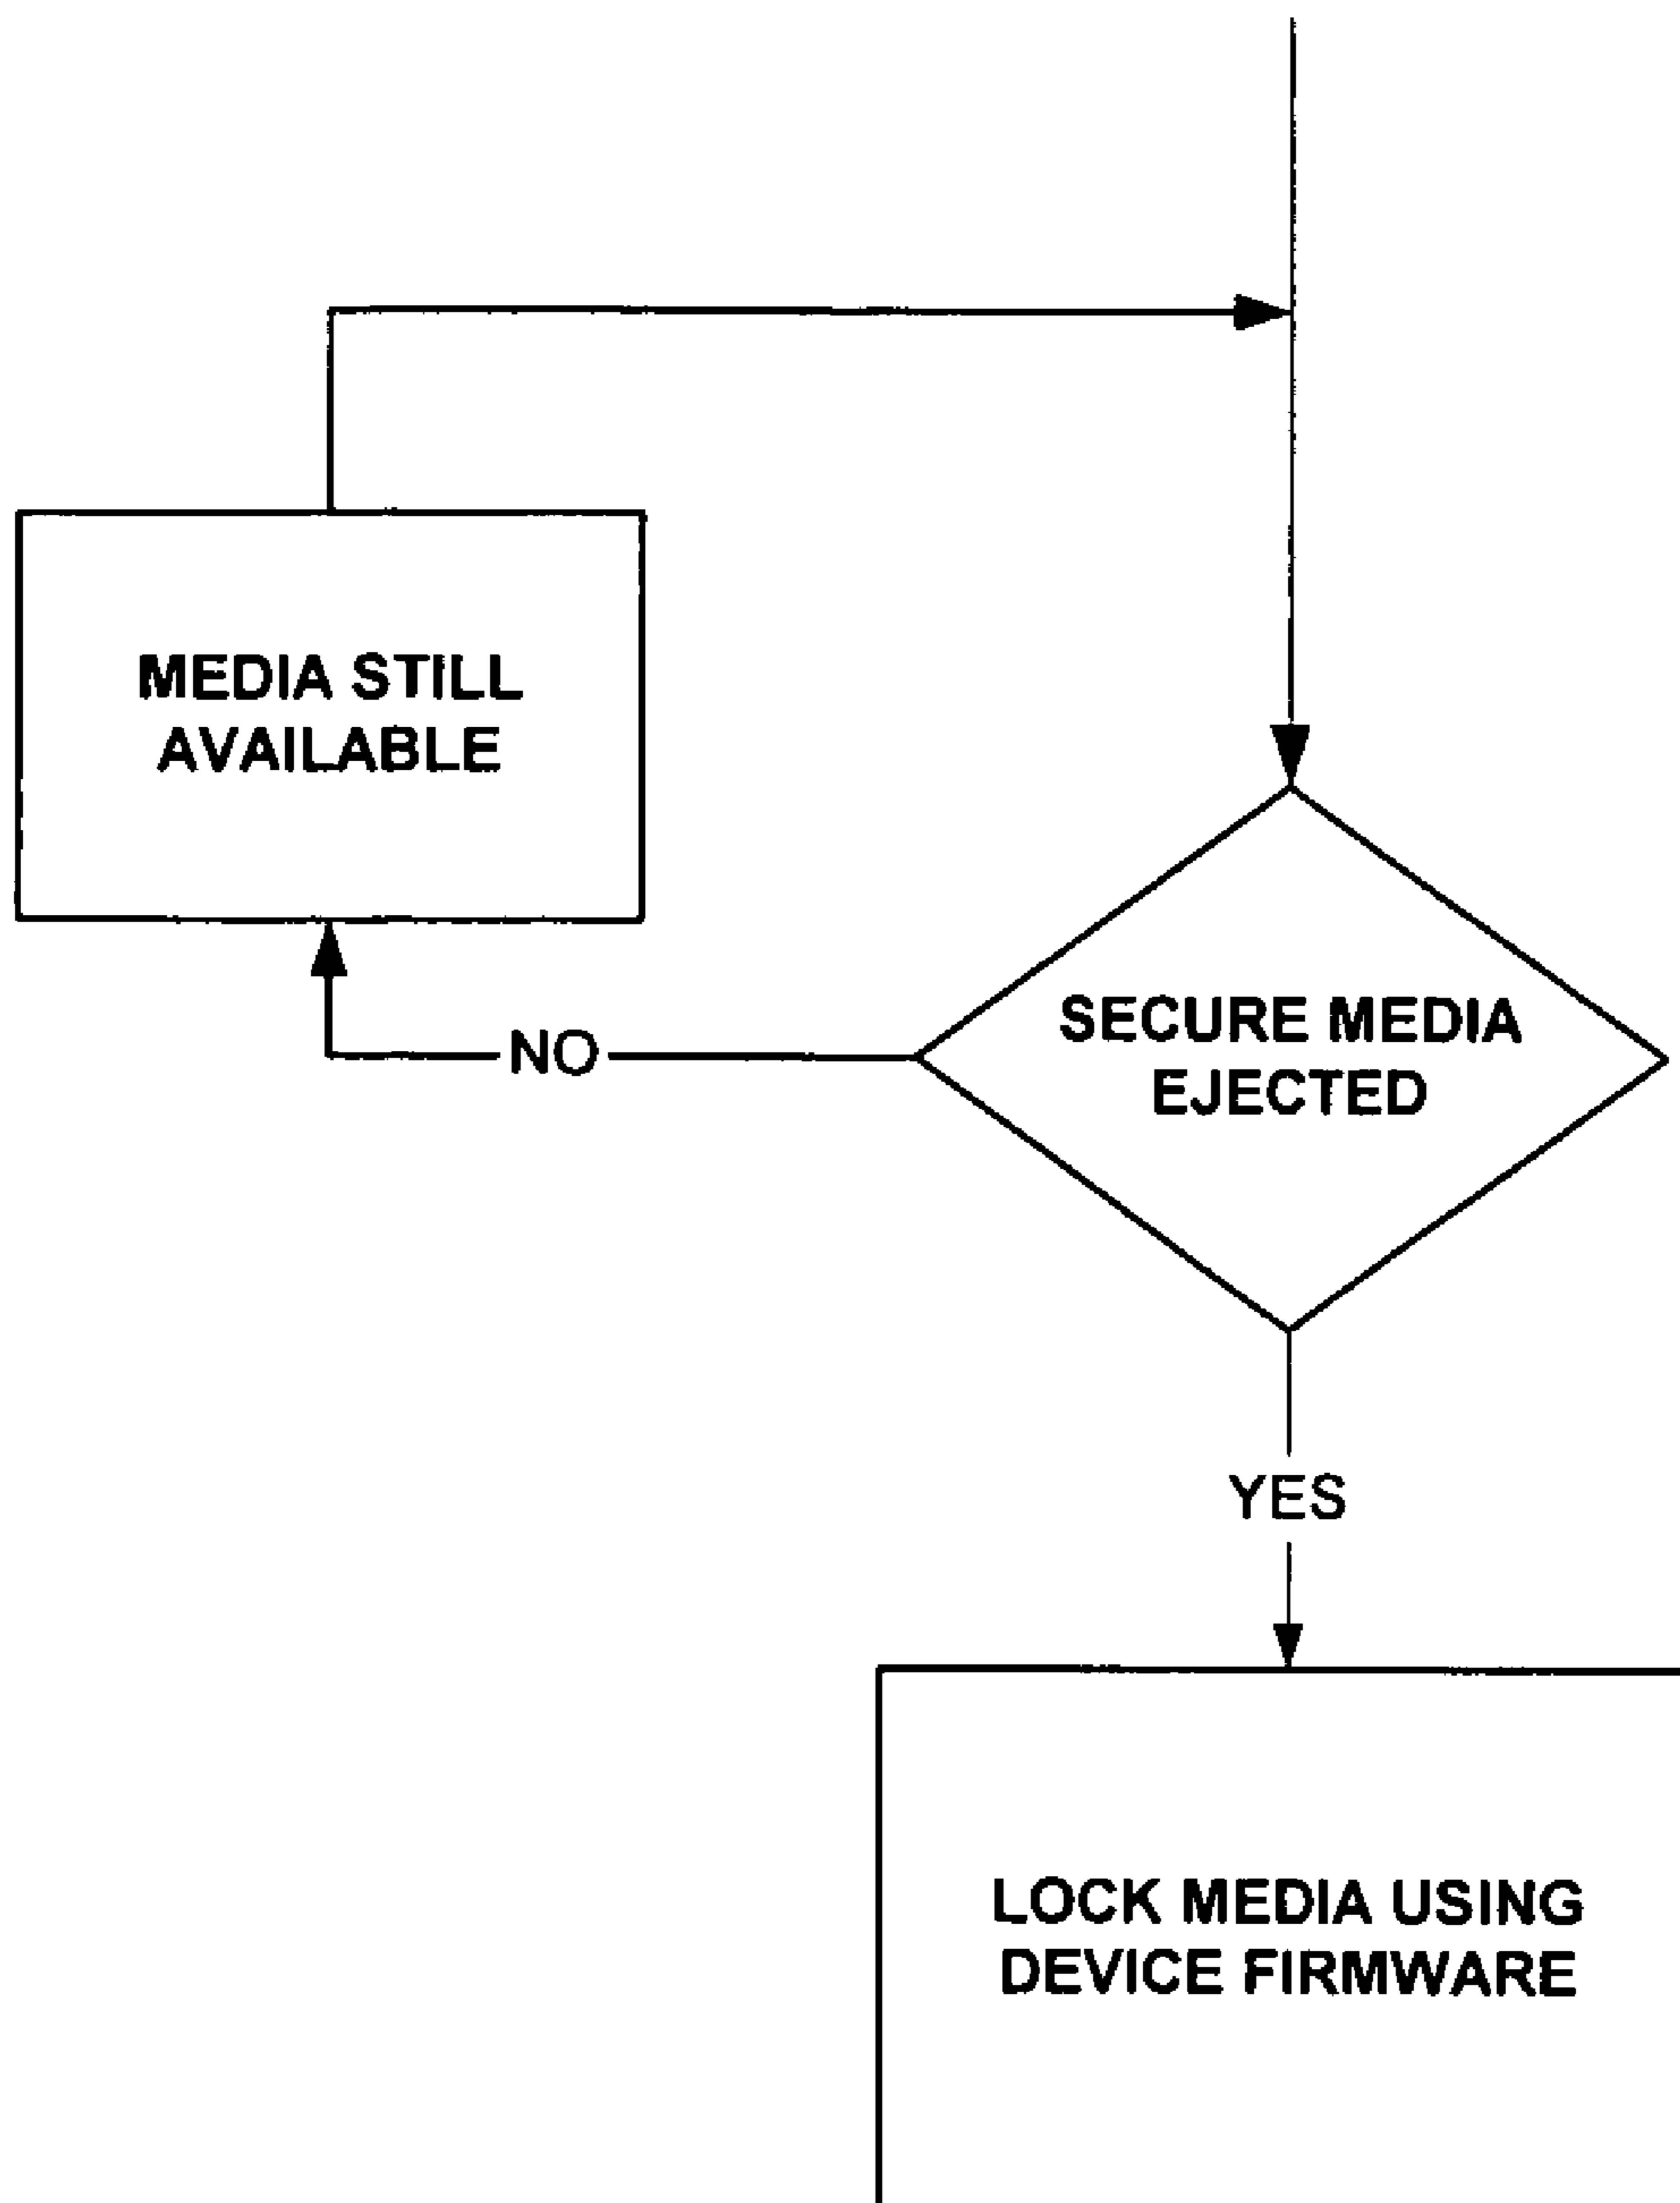 MEDIA STILL
AVAILABLE
SECURE MEDIA
EJECTED
NO
YES
LOCK MEDIA USING
DEVICE FIRMWARE